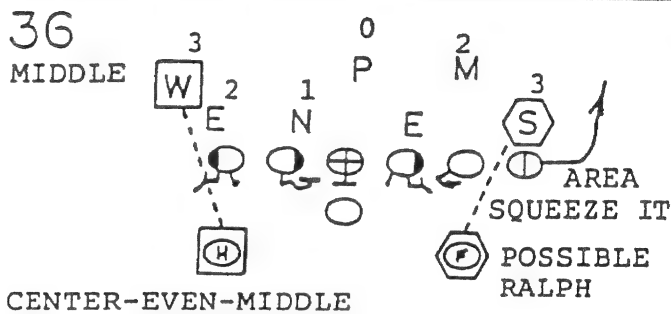 36
MIDDLE
3 0 2
W P M
2 1 3
E N E S
AREA
SQUEEZE IT
H F POSSIBLE
RALPH
CENTER-EVEN-MIDDLE